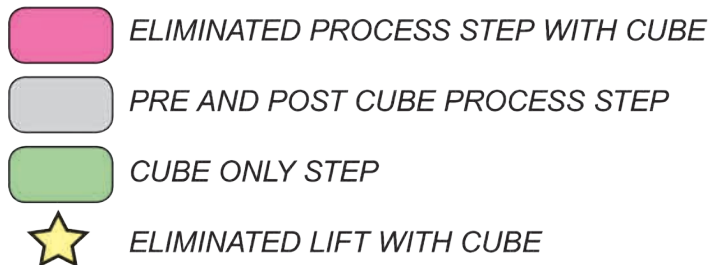 ELIMINATED PROCESS STEP WITH CUBE
PRE AND POST CUBE PROCESS STEP
CUBE ONLY STEP
ELIMINATED LIFT WITH CUBE